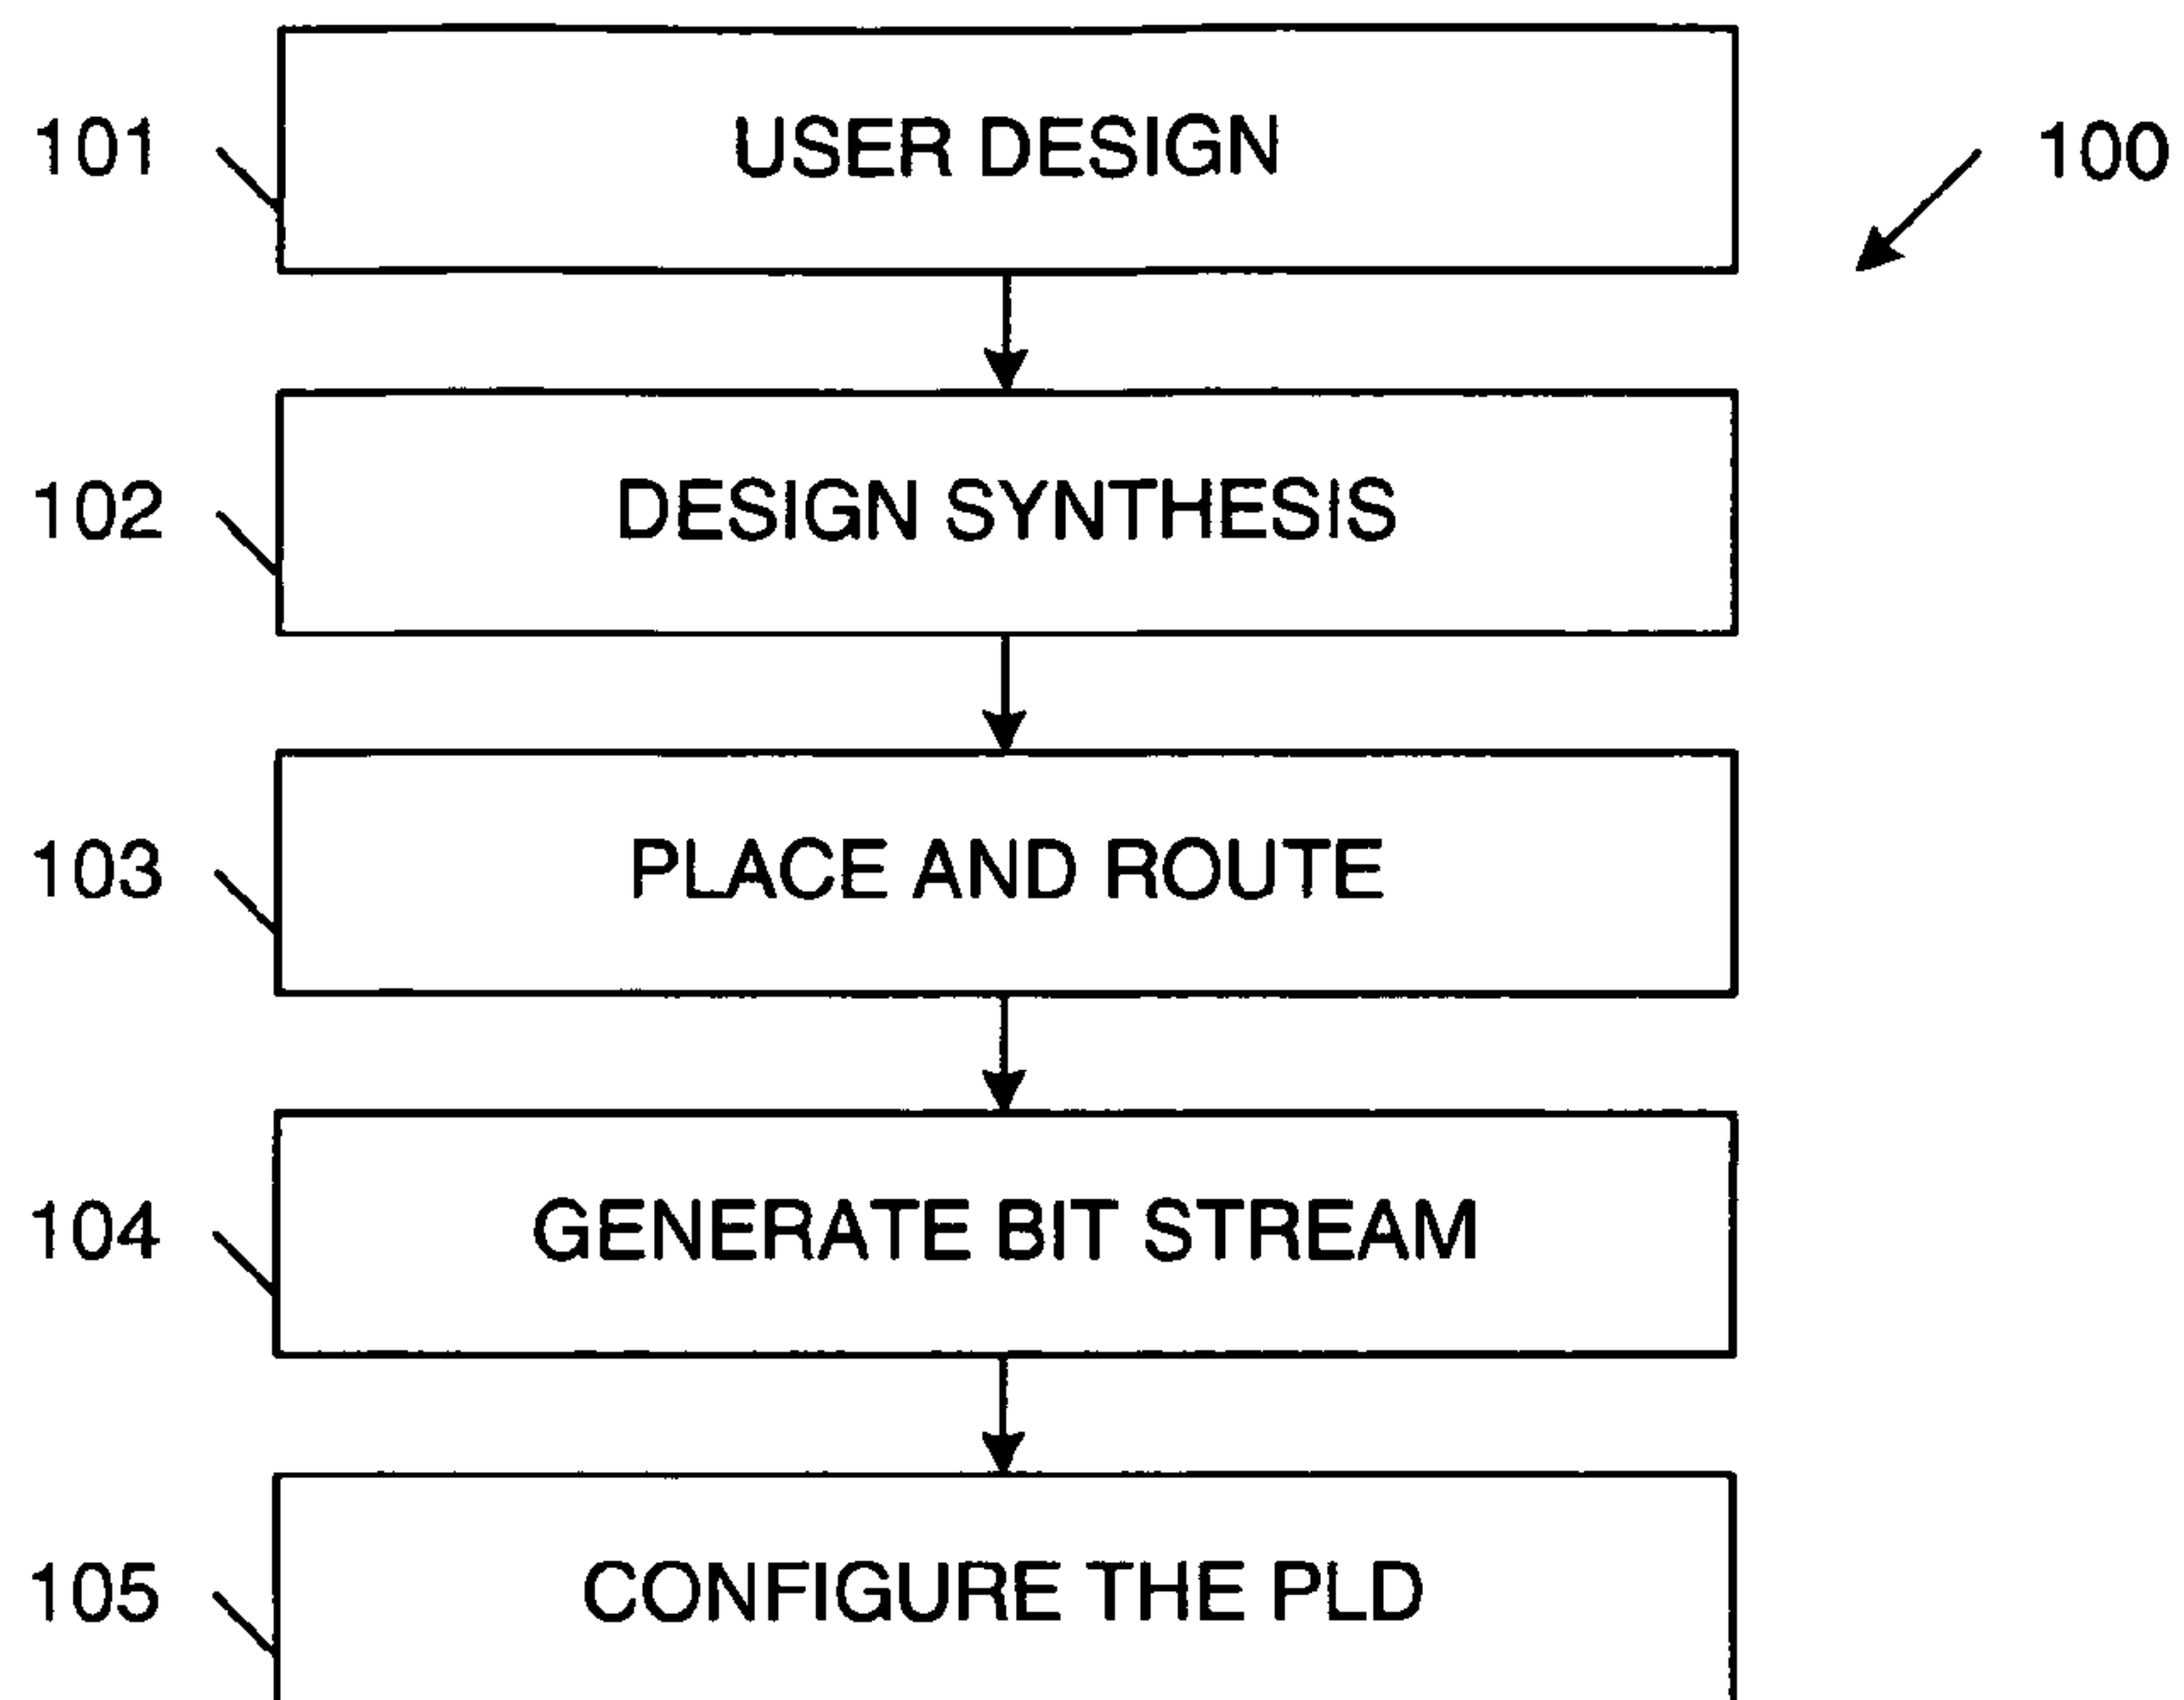 101 USER DESIGN 100
102 DESIGN SYNTHESIS
103 PLACE AND ROUTE
104 GENERATE BIT STREAM
105 CONFIGURE THE PLD